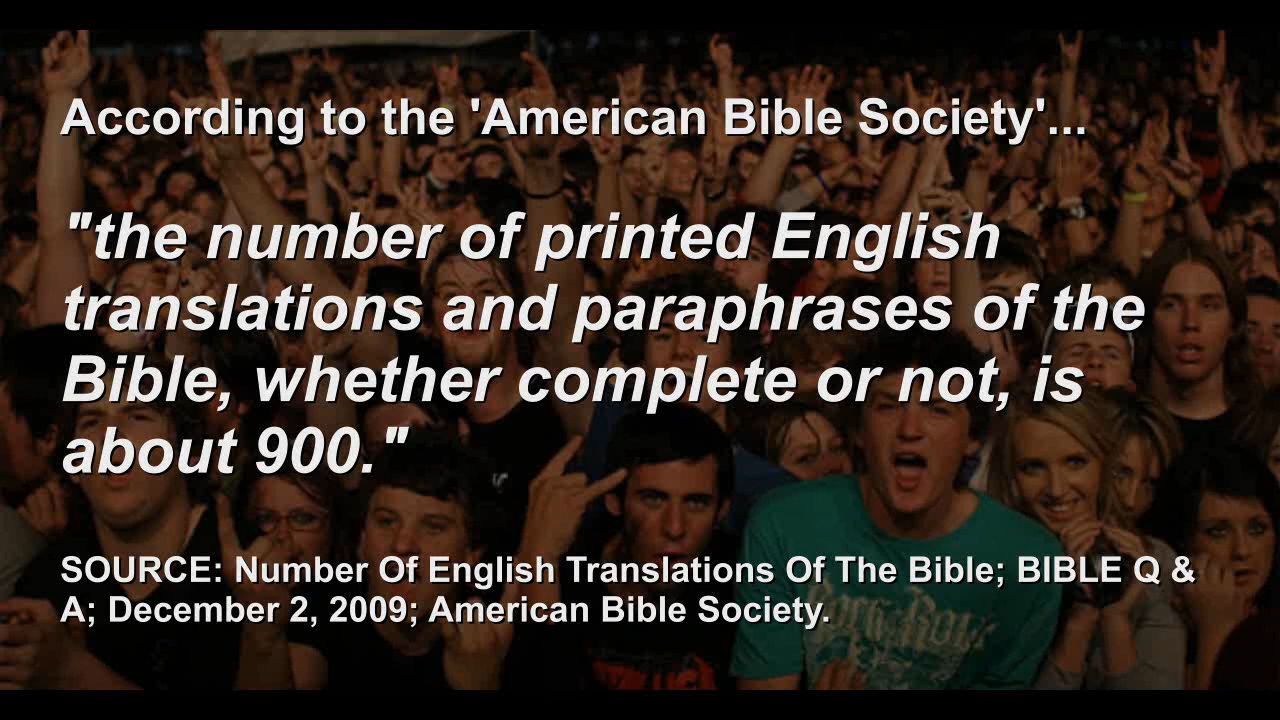 According to the 'American Bible Society'...
"the number of printed English
translations and paraphrases of the
Bible, whether complete or not, is
about 900."
SOURCE: Number Of English Translations Of The Bible; BIBLE Q &
A; December 2, 2009; American Bible Society.